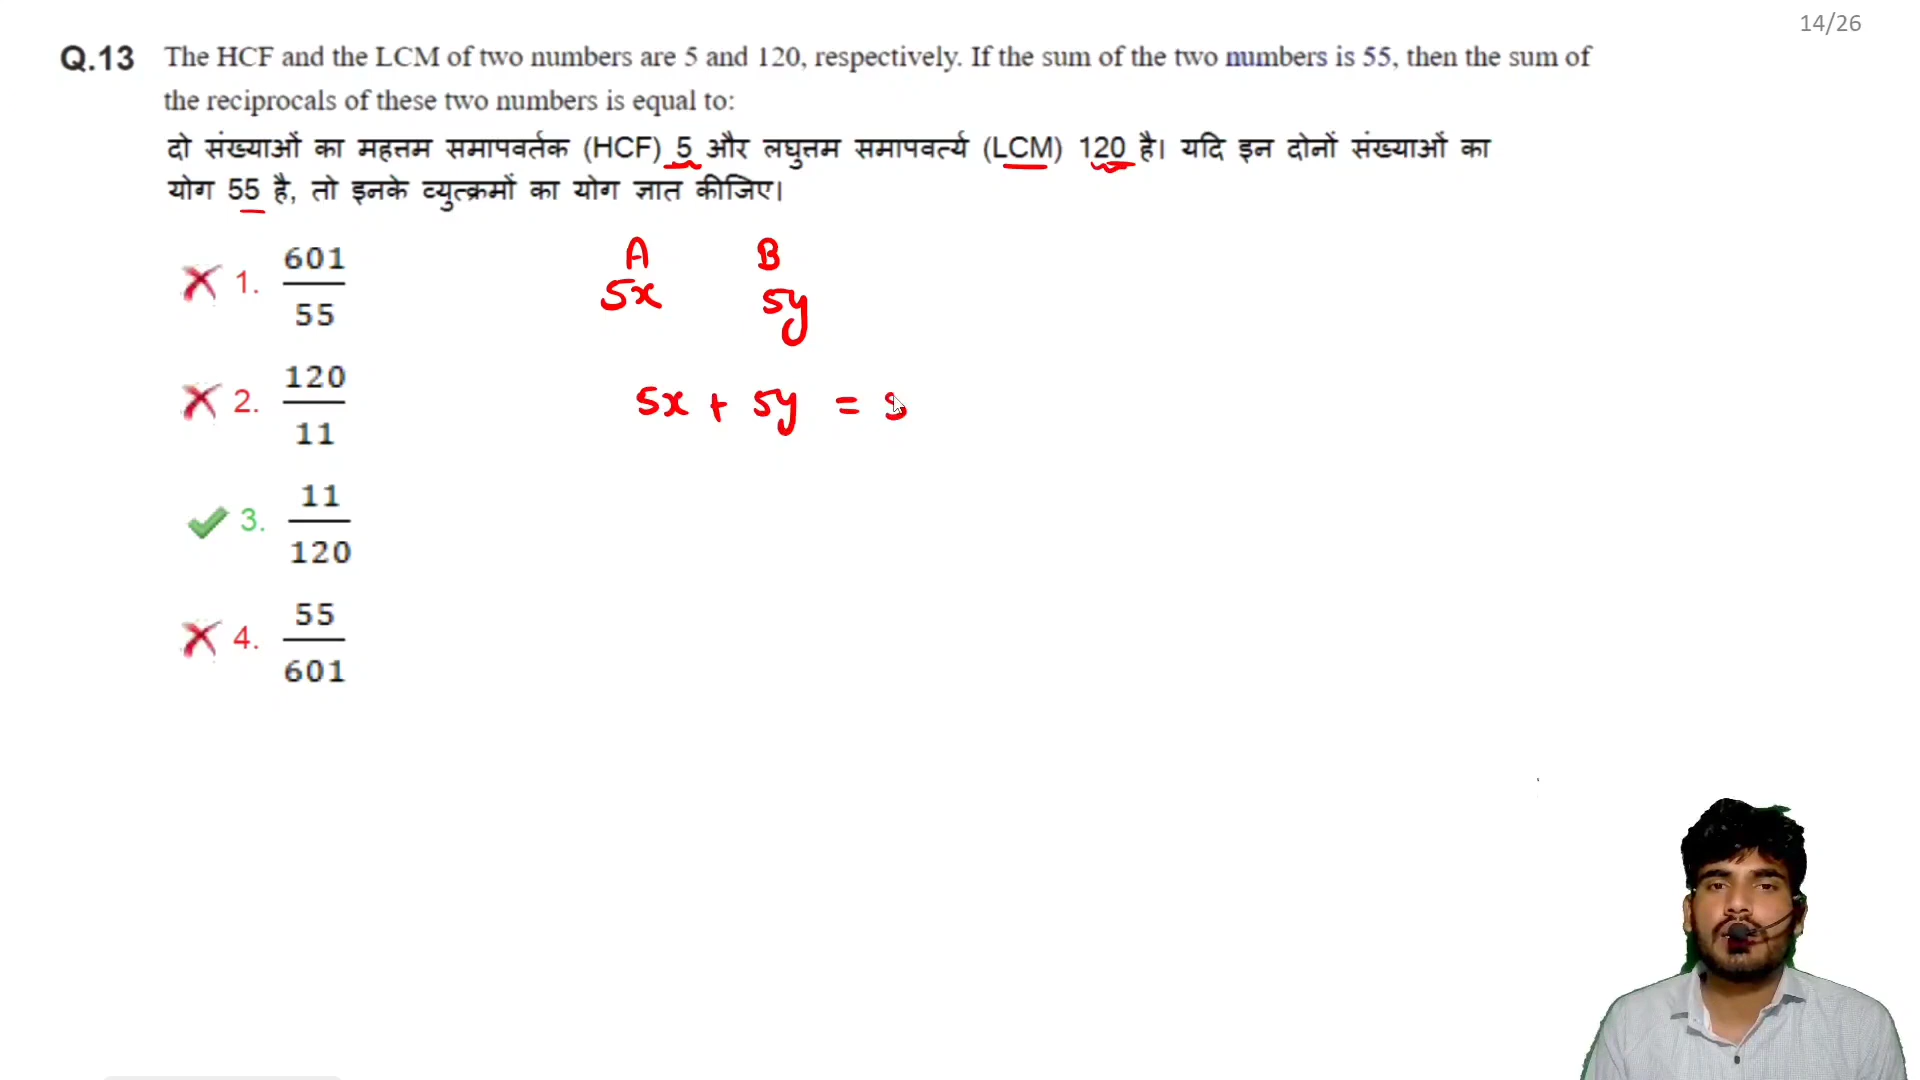 14/26
Q.13 The HCF and the LCM of two numbers are 5 and 120, respectively. If the sum of the two numbers is 55, then the sum of
the reciprocals of these two numbers is equal to:
दो संख्याओं का महत्तम समापवर्तक (HCF) 5 और लघुत्तम समापवर्त्य (LCM) 120 है। यदि इन दोनों संख्याओं का
योग 55 है, तो इनके व्युत्क्रमों का योग ज्ञात कीजिए।
1. 601/55
2. 120/11
3. 11/120
4. 55/601
A B
5x 5y
5x + 5y = 5